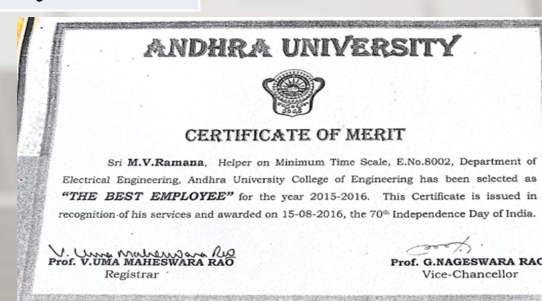 ANDHRA UNIVERSITY
CERTIFICATE OF MERIT
Sri M.V.Ramana, Helper on Minimum Time Scale, E.No.8002, Department of
Electrical Engineering, Andhra University College of Engineering has been selected as
"THE BEST EMPLOYEE" for the year 2015-2016. This Certificate is issued in
recognition of his services and awarded on 15-08-2016, the 70th Independence Day of India.
V. Uma Maheswara Rao
Prof. V.UMA MAHESWARA RAO
Registrar
Prof. G.NAGESWARA RAO
Vice-Chancellor